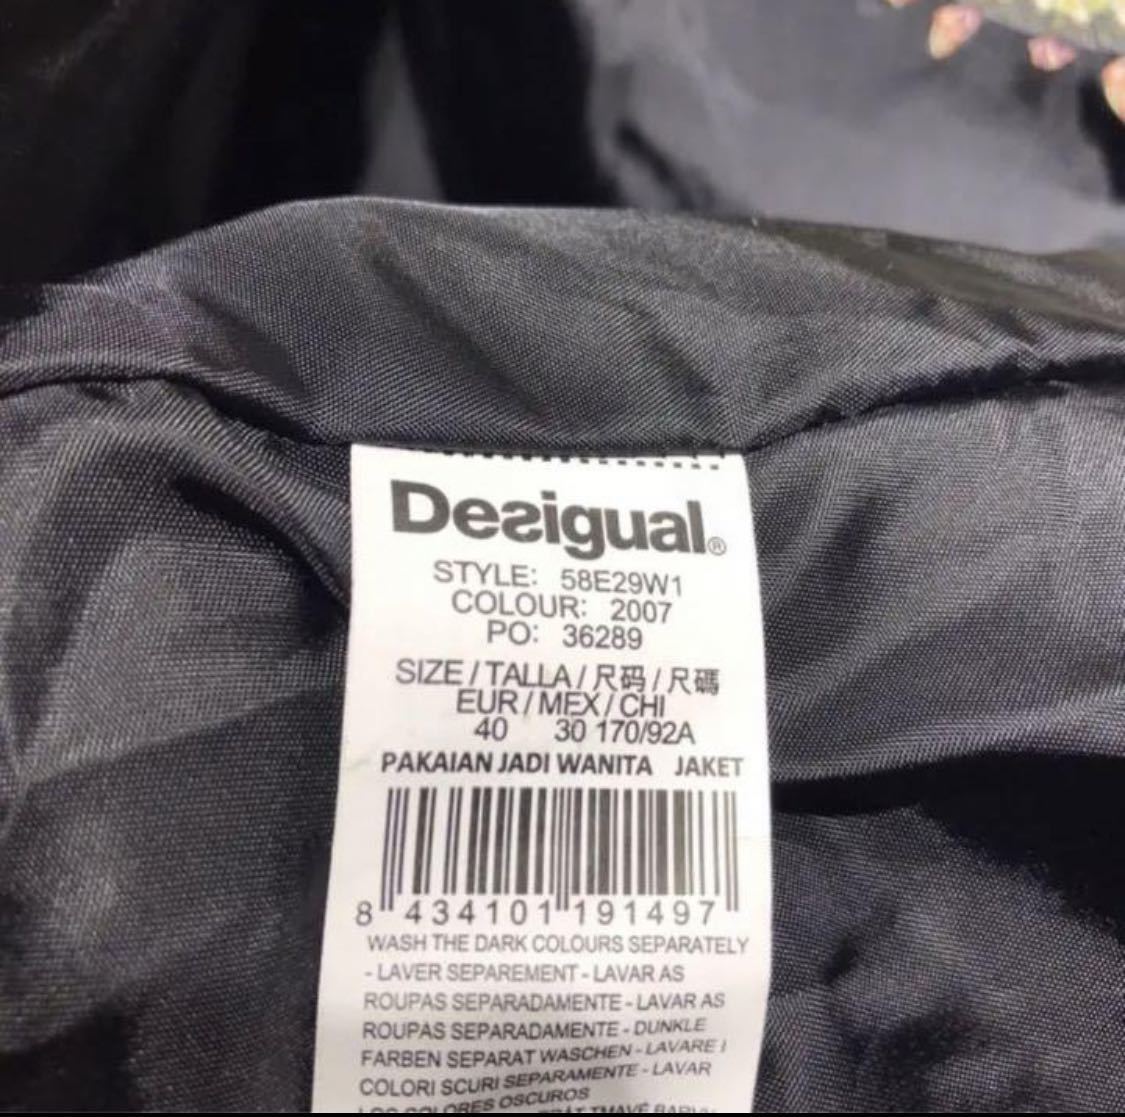 Desigual®
STYLE: 58E29W1
COLOUR: 2007
PO: 36289
SIZE / TALLA / 尺码 / 尺碼
EUR / MEX / CHI
40 30 170/92A
PAKAIAN JADI WANITA JAKET
8 434101 191497
WASH THE DARK COLOURS SEPARATELY
- LAVER SEPAREMENT - LAVAR AS
ROUPAS SEPARADAMENTE - LAVAR AS
ROUPAS SEPARADAMENTE - DUNKLE
FARBEN SEPARAT WASCHEN - LAVARE I
COLORI SCURI SEPARAMENTE - LAVAR
LOS COLORES OSCUROS
TMAVÉ BARVY